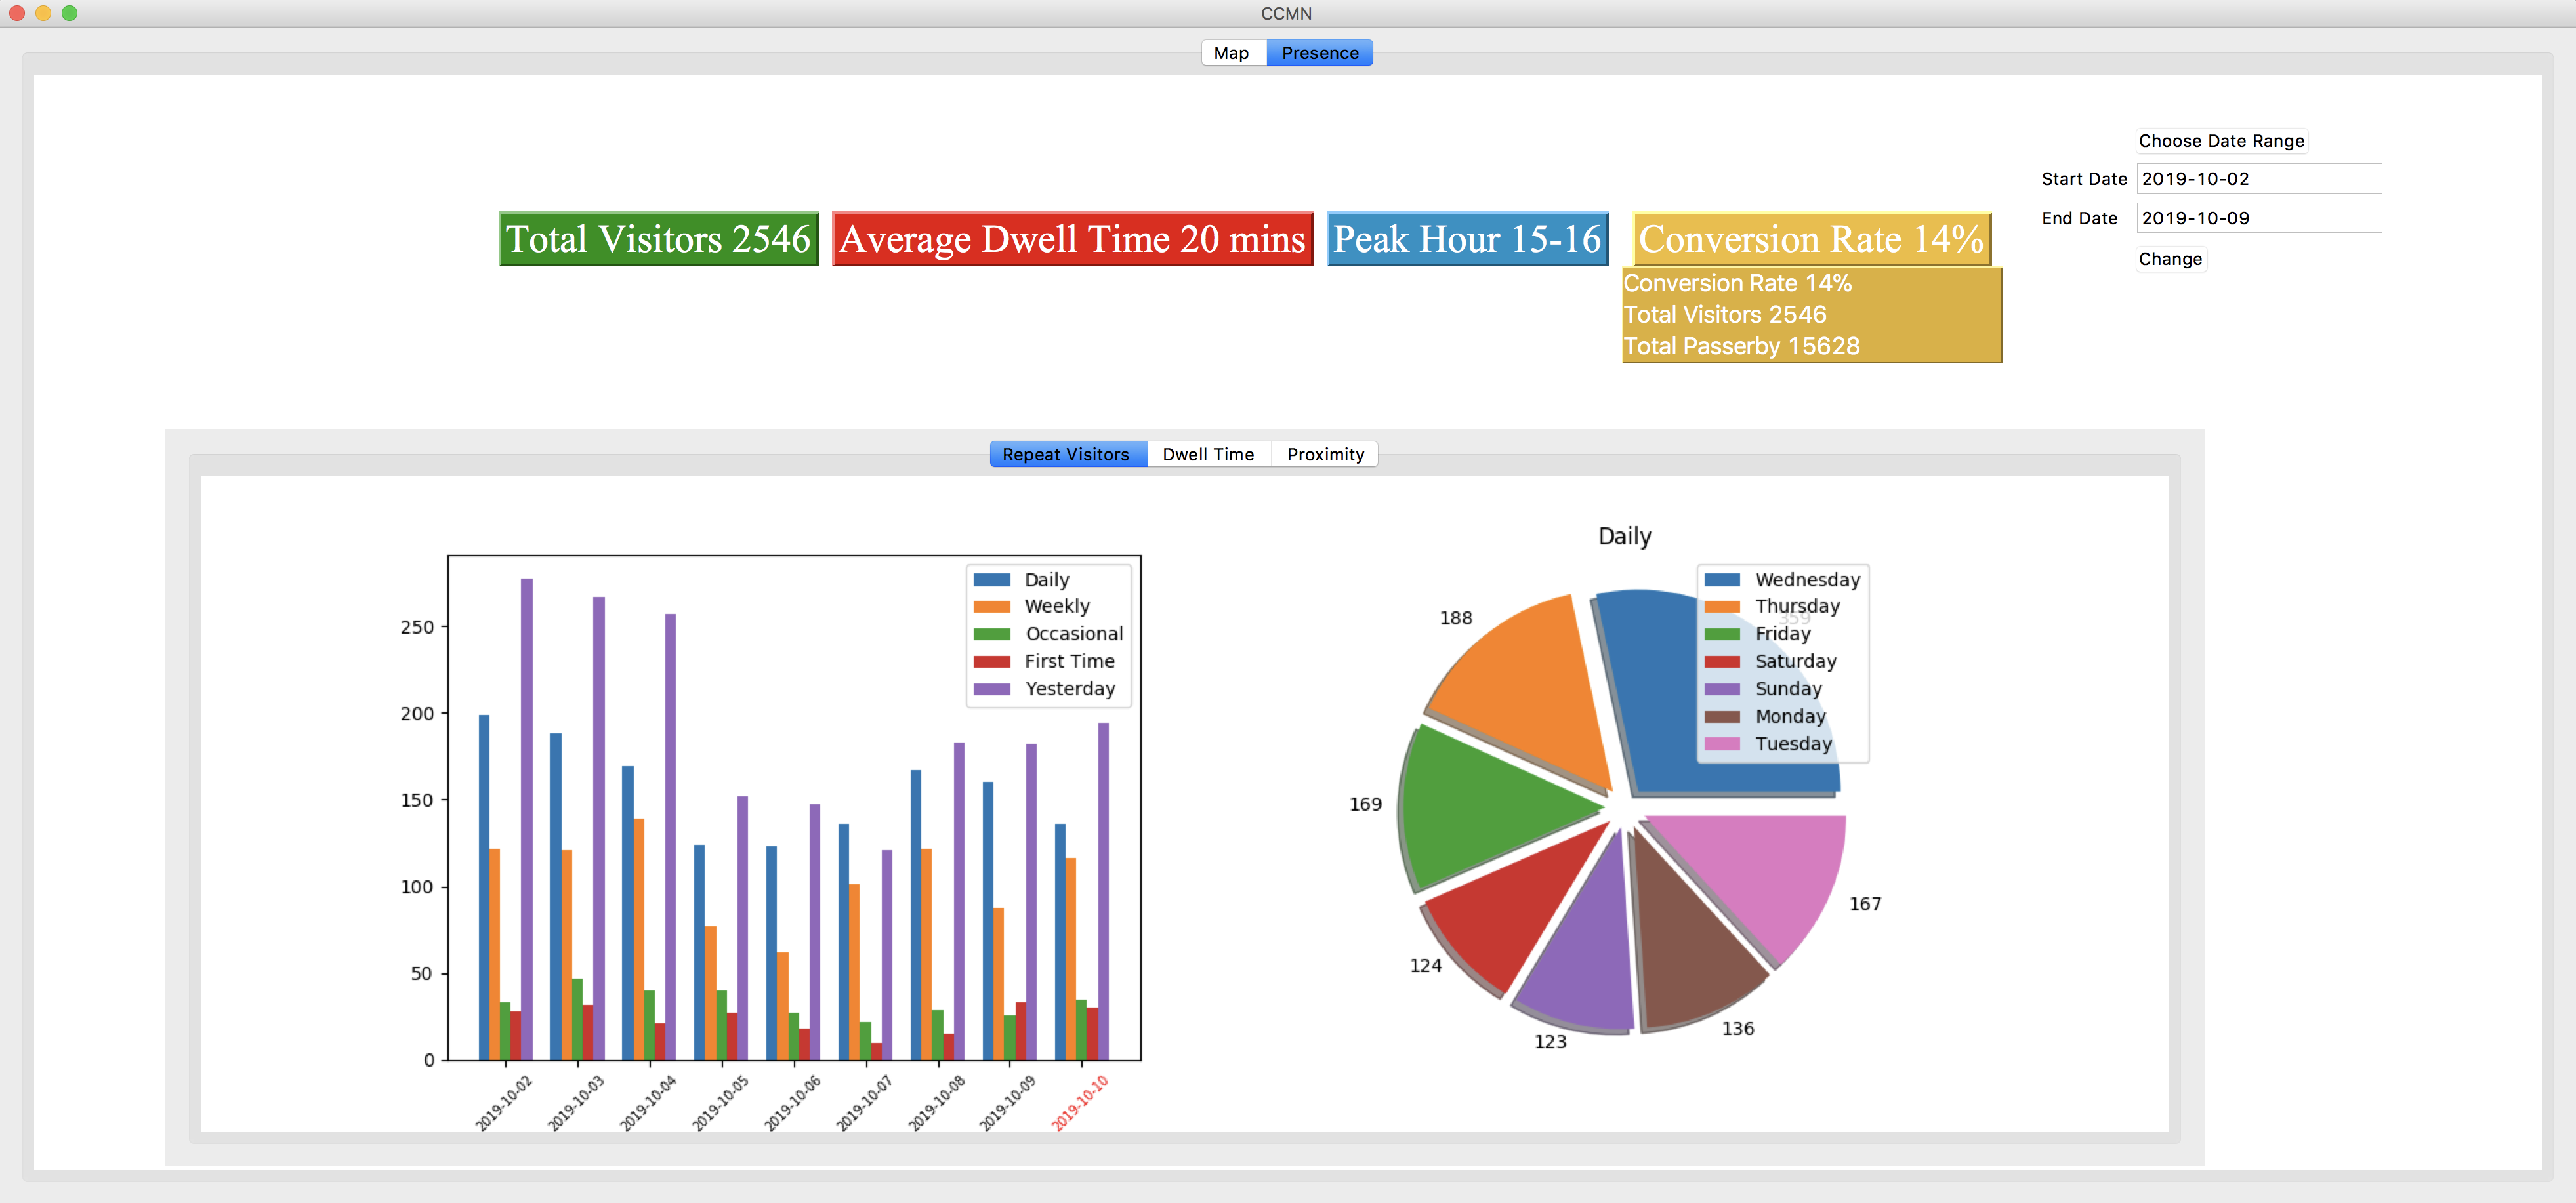 CCMN
Map Presence
Choose Date Range
Start Date 2019-10-02
End Date 2019-10-09
Change
Total Visitors 2546 Average Dwell Time 20 mins Peak Hour 15-16 Conversion Rate 14%
Conversion Rate 14%
Total Visitors 2546
Total Passerby 15628
Repeat Visitors Dwell Time Proximity
Daily
Weekly
Occasional
First Time
Yesterday
250
200
150
100
50
0
2019-10-02 2019-10-03 2019-10-04 2019-10-05 2019-10-06 2019-10-07 2019-10-08 2019-10-09 2019-10-10
Daily
Wednesday
Thursday
Friday
Saturday
Sunday
Monday
Tuesday
359
188
169
124
123
136
167